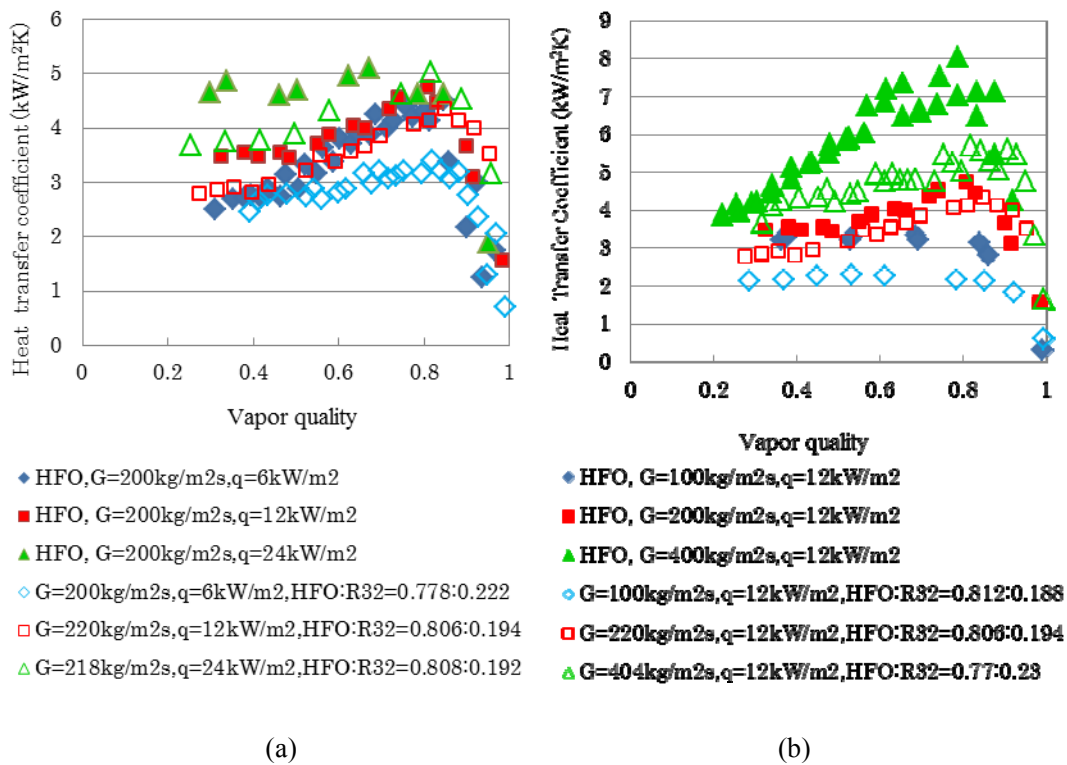 6
5
4
3
2
1
0
0 0.2 0.4 0.6 0.8 1
Heat transfer coefficient (kW/m²K)
Vapor quality
HFO,G=200kg/m2s,q=6kW/m2
HFO, G=200kg/m2s,q=12kW/m2
HFO, G=200kg/m2s,q=24kW/m2
G=200kg/m2s,q=6kW/m2,HFO:R32=0.778:0.222
G=220kg/m2s,q=12kW/m2,HFO:R32=0.806:0.194
G=218kg/m2s,q=24kW/m2,HFO:R32=0.808:0.192
(a)
9
8
7
6
5
4
3
2
1
0
0 0.2 0.4 0.6 0.8 1
Heat Transfer Coefficient (kW/m²K)
Vapor quality
HFO, G=100kg/m2s,q=12kW/m2
HFO, G=200kg/m2s,q=12kW/m2
HFO, G=400kg/m2s,q=12kW/m2
G=100kg/m2s,q=12kW/m2,HFO:R32=0.812:0.188
G=220kg/m2s,q=12kW/m2,HFO:R32=0.806:0.194
G=404kg/m2s,q=12kW/m2,HFO:R32=0.77:0.23
(b)